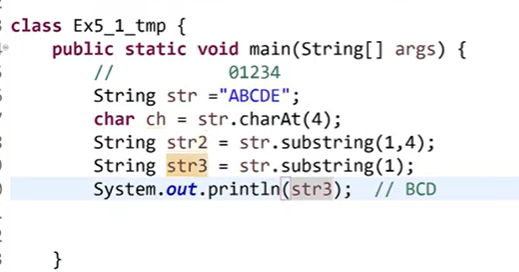 class Ex5_1_tmp {
public static void main(String[] args) {
// 01234
String str ="ABCDE";
char ch = str.charAt(4);
String str2 = str.substring(1,4);
String str3 = str.substring(1);
System.out.println(str3); // BCD
}